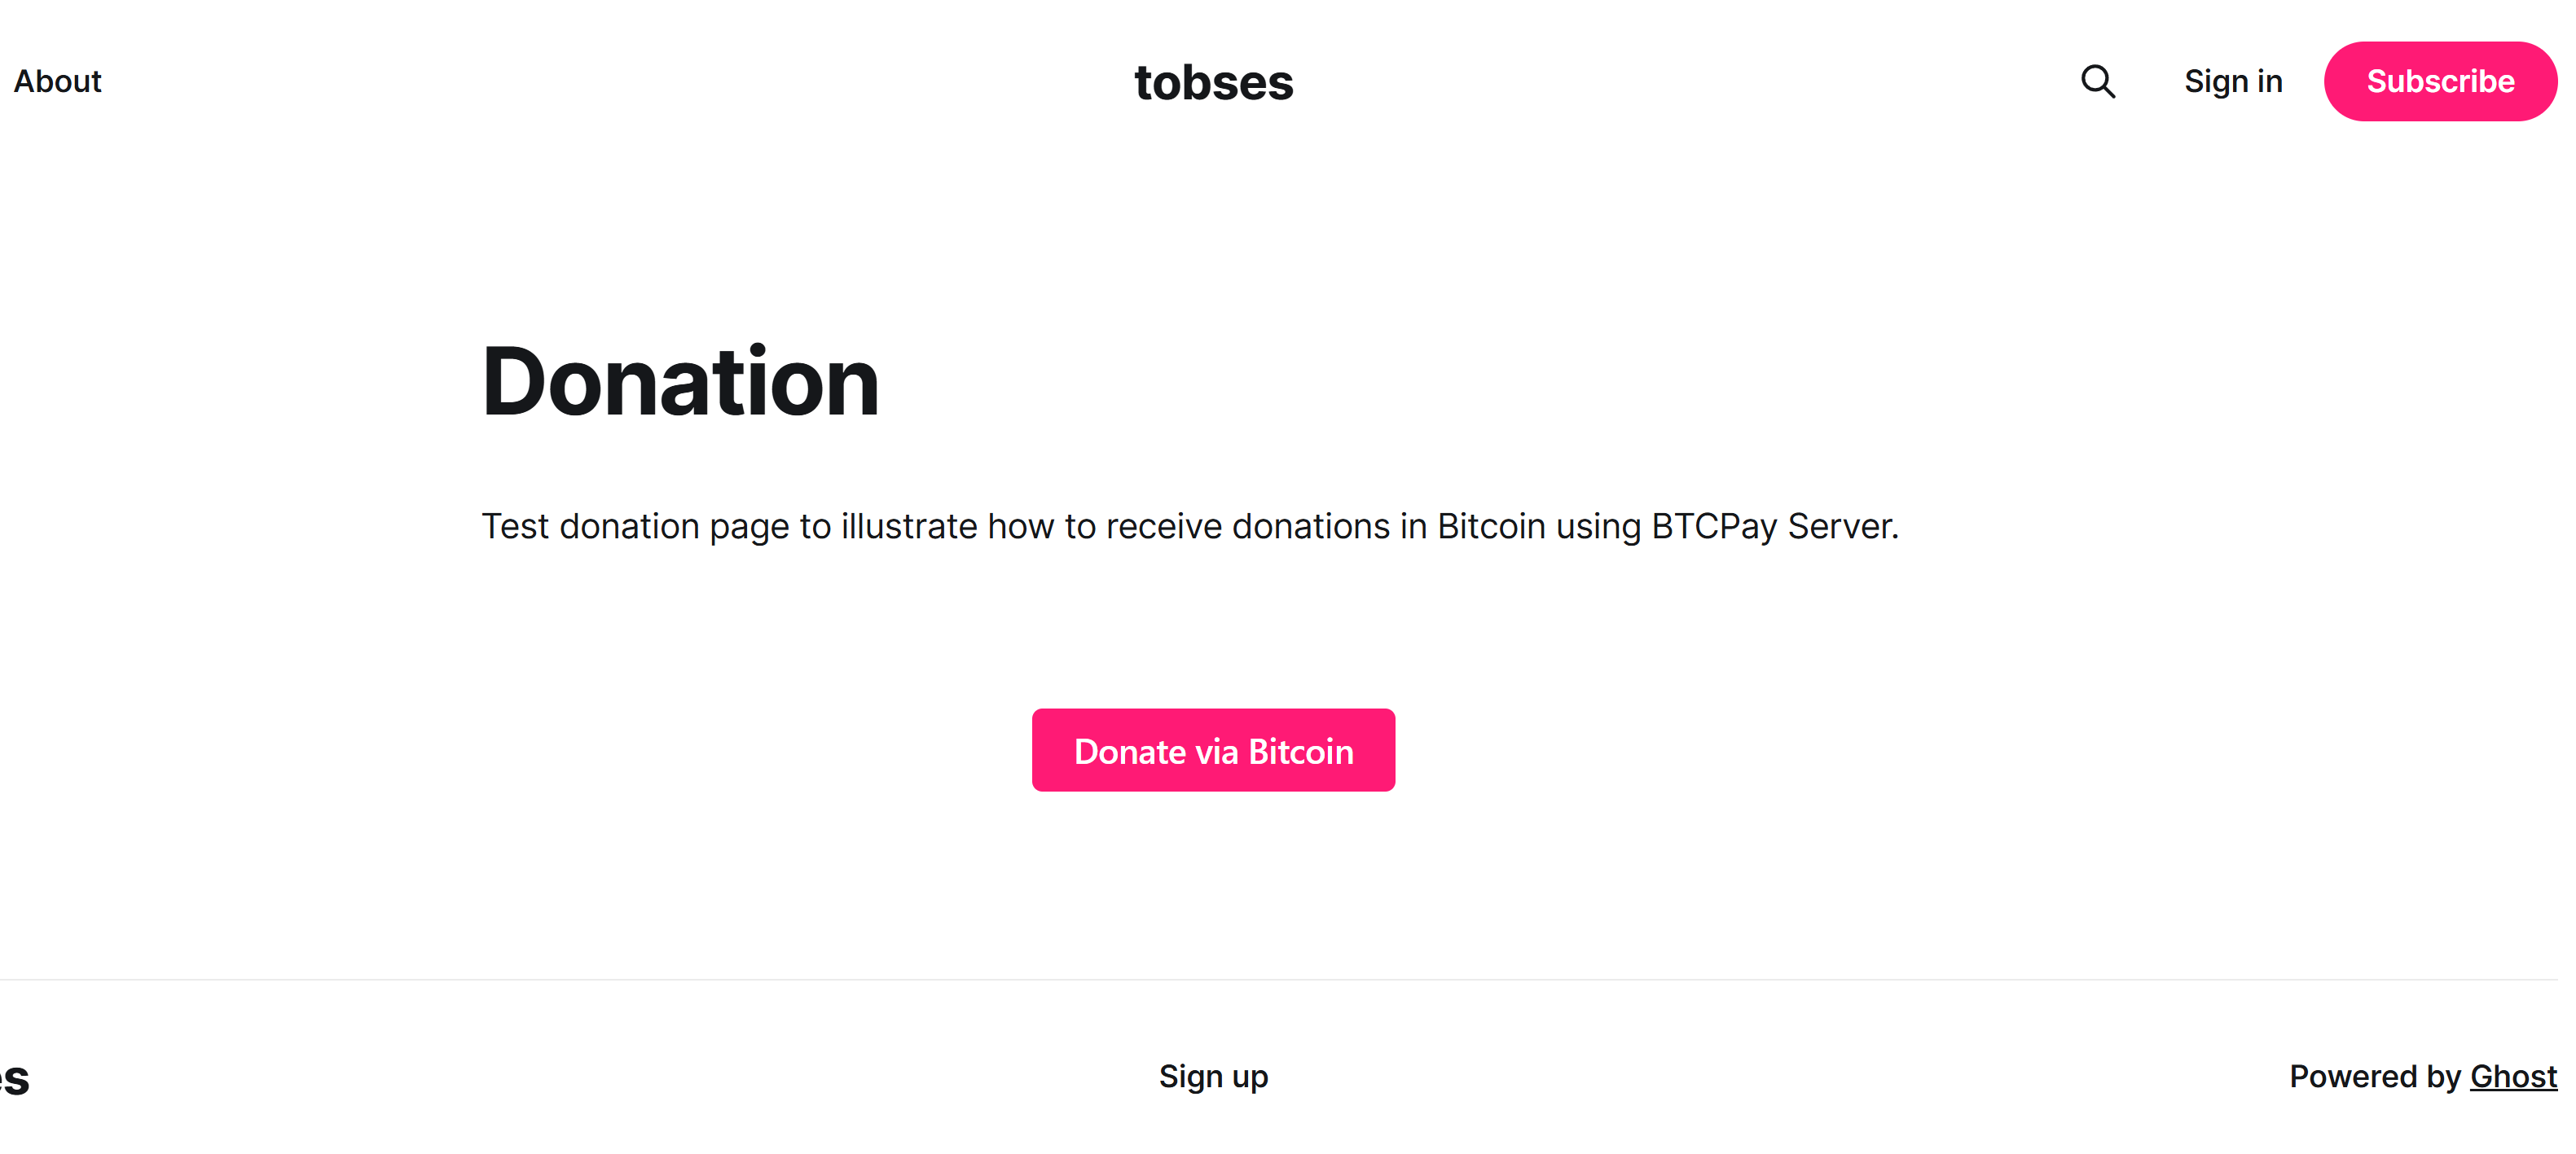 About
tobses
Sign in
Subscribe
Donation
Test donation page to illustrate how to receive donations in Bitcoin using BTCPay Server.
Donate via Bitcoin
es
Sign up
Powered by Ghost